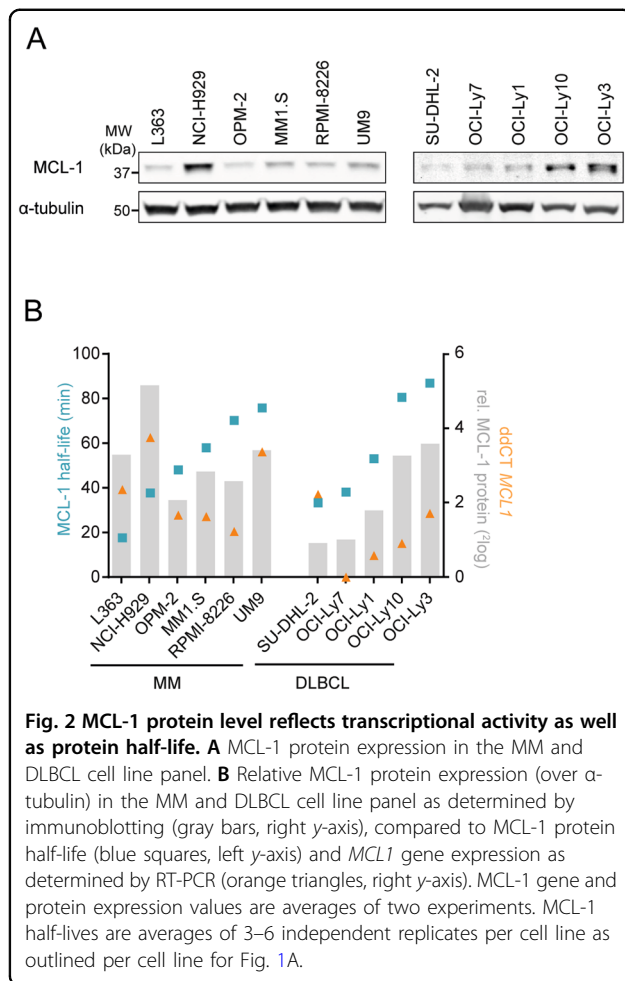 A
L363
NCI-H929
OPM-2
MM1.S
RPMI-8226
UM9
SU-DHL-2
OCI-Ly7
OCI-Ly1
OCI-Ly10
OCI-Ly3
MW
(kDa)
MCL-1
37
α-tubulin
50
B
MCL-1 half-life (min)
100
80
60
40
20
0
6
4
2
0
rel. MCL-1 protein (²log)
ddCT MCL1
L363
NCI-H929
OPM-2
MM1.S
RPMI-8226
UM9
SU-DHL-2
OCI-Ly7
OCI-Ly1
OCI-Ly10
OCI-Ly3
MM
DLBCL
Fig. 2 MCL-1 protein level reflects transcriptional activity as well
as protein half-life. A MCL-1 protein expression in the MM and
DLBCL cell line panel. B Relative MCL-1 protein expression (over α-
tubulin) in the MM and DLBCL cell line panel as determined by
immunoblotting (gray bars, right y-axis), compared to MCL-1 protein
half-life (blue squares, left y-axis) and MCL1 gene expression as
determined by RT-PCR (orange triangles, right y-axis). MCL-1 gene and
protein expression values are averages of two experiments. MCL-1
half-lives are averages of 3–6 independent replicates per cell line as
outlined per cell line for Fig. 1A.